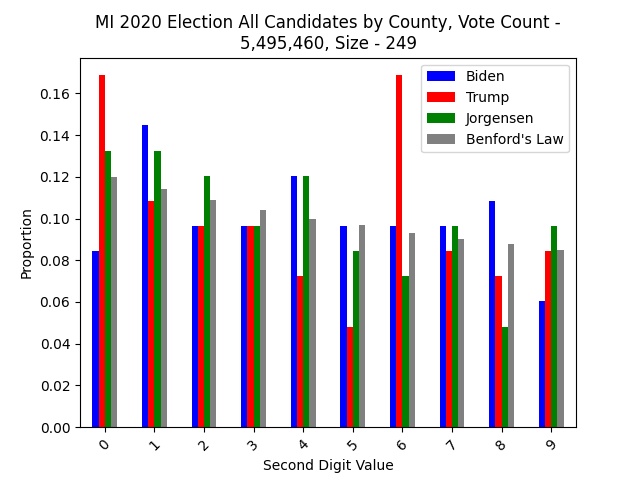 MI 2020 Election All Candidates by County, Vote Count -
5,495,460, Size - 249
Biden
Trump
Jorgensen
Benford's Law
Proportion
0.16
0.14
0.12
0.10
0.08
0.06
0.04
0.02
0.00
0 1 2 3 4 5 6 7 8 9
Second Digit Value